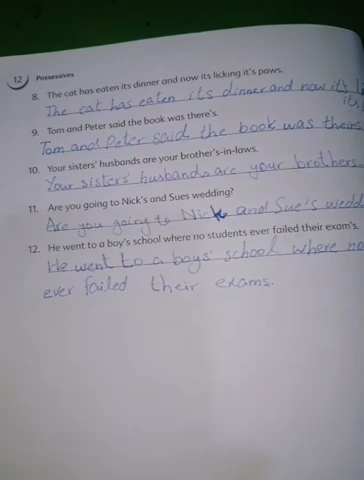 12 Possessives
8. The cat has eaten its dinner and now its licking it's paws.
The cat has eaten its dinner and now it's
its
9. Tom and Peter said the book was there's.
Tom and Peter said the book was theirs
10. Your sisters' husbands are your brother's-in-laws.
Your sisters' husbands are your brothers
11. Are you going to Nick's and Sues wedding?
Are you going to Nick and Sue's wedd
12. He went to a boy's school where no students ever failed their exam's.
He went to a boys' school where no
ever failed their exams.